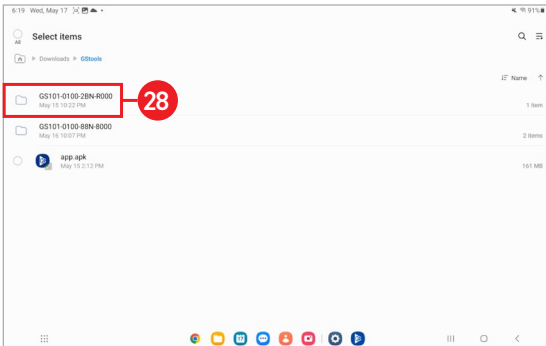 6:19 Wed, May 17
91%
All
Select items
Downloads
GStools
Name
GS101-0100-2BN-R000
May 15 10:22 PM
1 item
28
GS101-0100-88N-8000
May 16 10:07 PM
2 items
app.apk
May 15 2:12 PM
161 MB
17